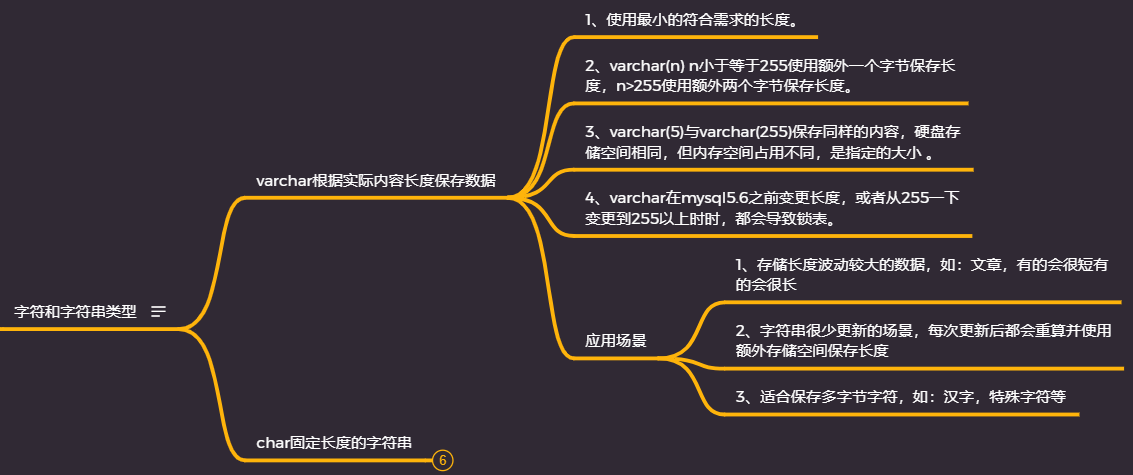 字符和字符串类型
varchar根据实际内容长度保存数据
1、使用最小的符合需求的长度。
2、varchar(n) n小于等于255使用额外一个字节保存长
度，n>255使用额外两个字节保存长度。
3、varchar(5)与varchar(255)保存同样的内容，硬盘存
储空间相同，但内存空间占用不同，是指定的大小 。
4、varchar在mysql5.6之前变更长度，或者从255一下
变更到255以上时时，都会导致锁表。
应用场景
1、存储长度波动较大的数据，如：文章，有的会很短有
的会很长
2、字符串很少更新的场景，每次更新后都会重算并使用
额外存储空间保存长度
3、适合保存多字节字符，如：汉字，特殊字符等
char固定长度的字符串
6